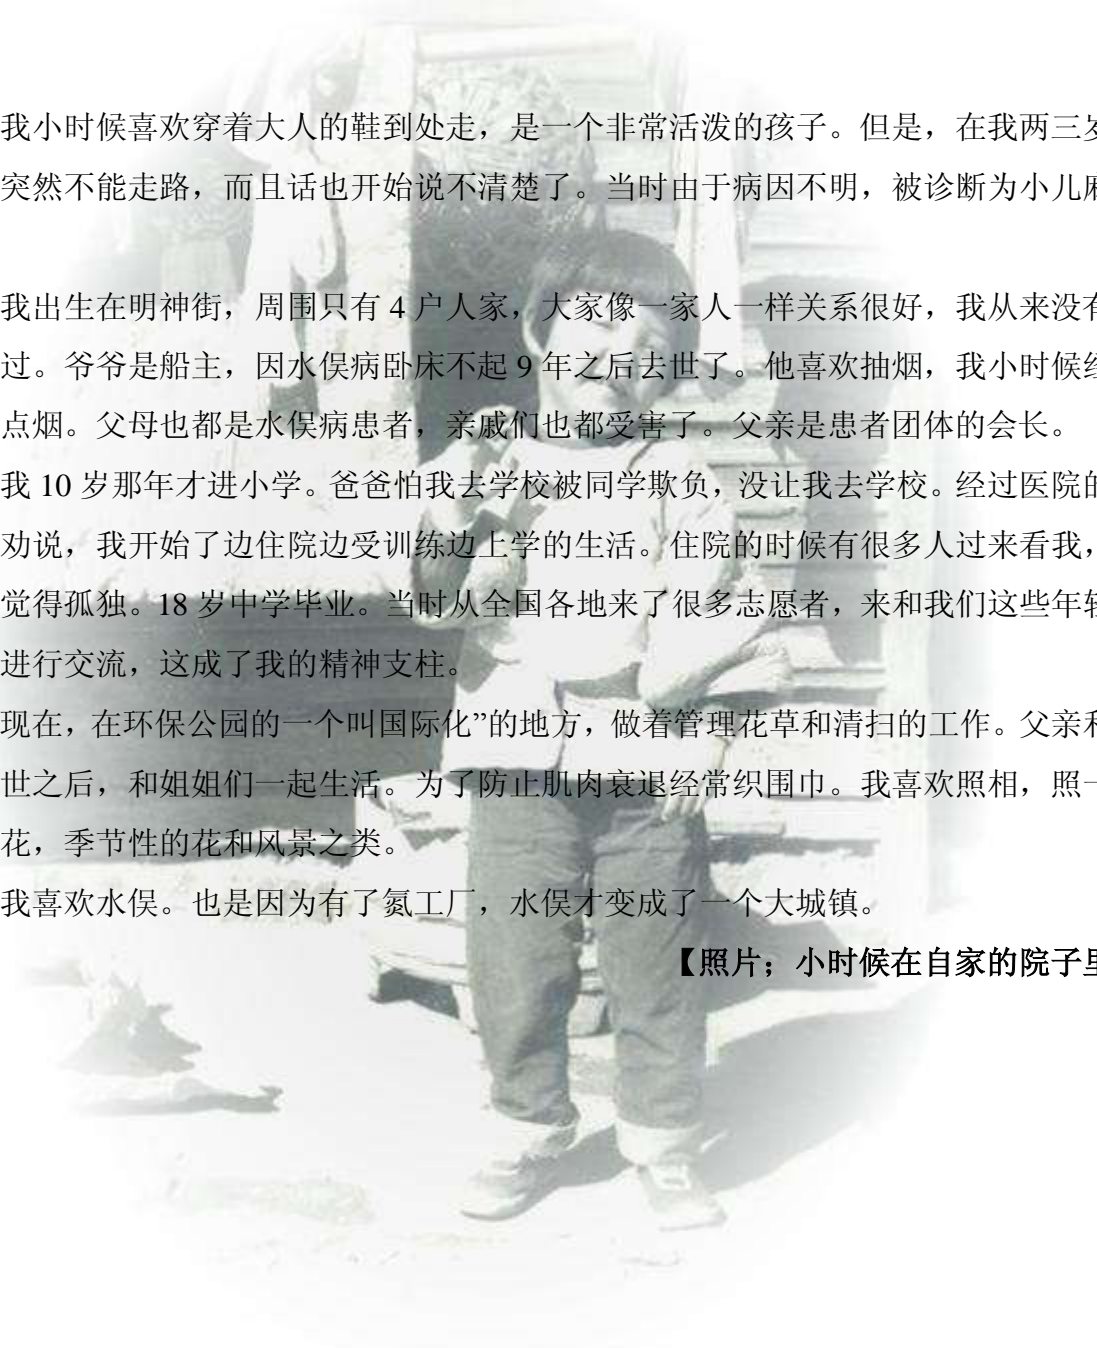 我小时候喜欢穿着大人的鞋到处走，是一个非常活泼的孩子。但是，在我两三岁
突然不能走路，而且话也开始说不清楚了。当时由于病因不明，被诊断为小儿麻
我出生在明神街，周围只有 4 户人家，大家像一家人一样关系很好，我从来没有
过。爷爷是船主，因水俣病卧床不起 9 年之后去世了。他喜欢抽烟，我小时候经
点烟。父母也都是水俣病患者，亲戚们也都受害了。父亲是患者团体的会长。
我 10 岁那年才进小学。爸爸怕我去学校被同学欺负，没让我去学校。经过医院的
劝说，我开始了边住院边受训练边上学的生活。住院的时候有很多人过来看我，
觉得孤独。18 岁中学毕业。当时从全国各地来了很多志愿者，来和我们这些年轻
进行交流，这成了我的精神支柱。
现在，在环保公园的一个叫国际化”的地方，做着管理花草和清扫的工作。父亲和
世之后，和姐姐们一起生活。为了防止肌肉衰退经常织围巾。我喜欢照相，照一
花，季节性的花和风景之类。
我喜欢水俣。也是因为有了氮工厂，水俣才变成了一个大城镇。
【照片；小时候在自家的院子里